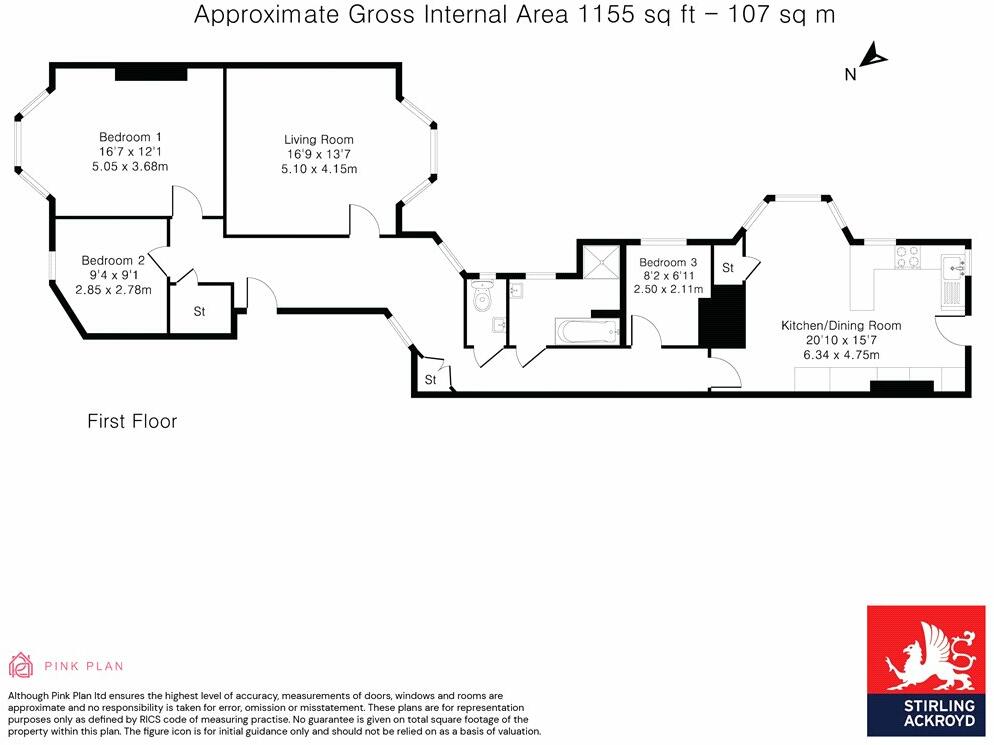 Approximate Gross Internal Area 1155 sq ft – 107 sq m
N
Bedroom 1
16'7 x 12'1
5.05 x 3.68m
Living Room
16'9 x 13'7
5.10 x 4.15m
Bedroom 2
9'4 x 9'1
2.85 x 2.78m
St
St
Bedroom 3
8'2 x 6'11
2.50 x 2.11m
St
Kitchen/Dining Room
20'10 x 15'7
6.34 x 4.75m
First Floor
PINK PLAN
Although Pink Plan ltd ensures the highest level of accuracy, measurements of doors, windows and rooms are
approximate and no responsibility is taken for error, omission or misstatement. These plans are for representation
purposes only as defined by RICS code of measuring practise. No guarantee is given on total square footage of the
property within this plan. The figure icon is for initial guidance only and should not be relied on as a basis of valuation.
STIRLING
ACKROYD